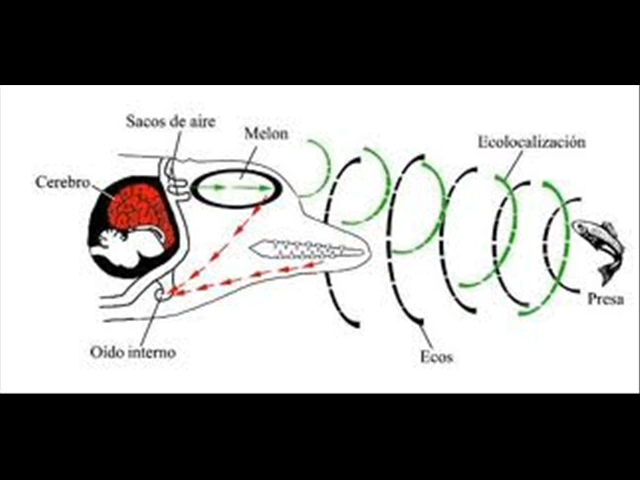 Sacos de aire
Melon
Ecolocalización
Cerebro
Presa
Oido interno
Ecos